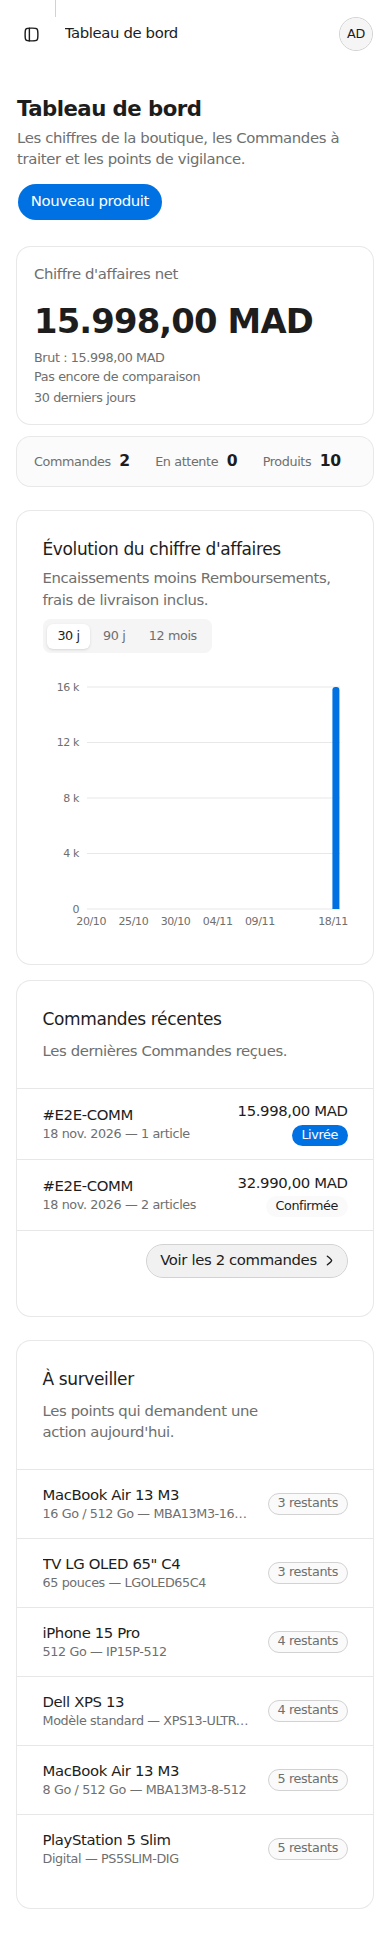 Tableau de bord
AD
Tableau de bord
Les chiffres de la boutique, les Commandes à
traiter et les points de vigilance.
Nouveau produit
Chiffre d'affaires net
15.998,00 MAD
Brut : 15.998,00 MAD
Pas encore de comparaison
30 derniers jours
Commandes 2 En attente 0 Produits 10
Évolution du chiffre d'affaires
Encaissements moins Remboursements,
frais de livraison inclus.
30 j 90 j 12 mois
16 k
12 k
8 k
4 k
0
20/10 25/10 30/10 04/11 09/11 18/11
Commandes récentes
Les dernières Commandes reçues.
#E2E-COMM 15.998,00 MAD
18 nov. 2026 — 1 article Livrée
#E2E-COMM 32.990,00 MAD
18 nov. 2026 — 2 articles Confirmée
Voir les 2 commandes
À surveiller
Les points qui demandent une
action aujourd'hui.
MacBook Air 13 M3 3 restants
16 Go / 512 Go — MBA13M3-16…
TV LG OLED 65" C4 3 restants
65 pouces — LGOLED65C4
iPhone 15 Pro 4 restants
512 Go — IP15P-512
Dell XPS 13 4 restants
Modèle standard — XPS13-ULTR…
MacBook Air 13 M3 5 restants
8 Go / 512 Go — MBA13M3-8-512
PlayStation 5 Slim 5 restants
Digital — PS5SLIM-DIG